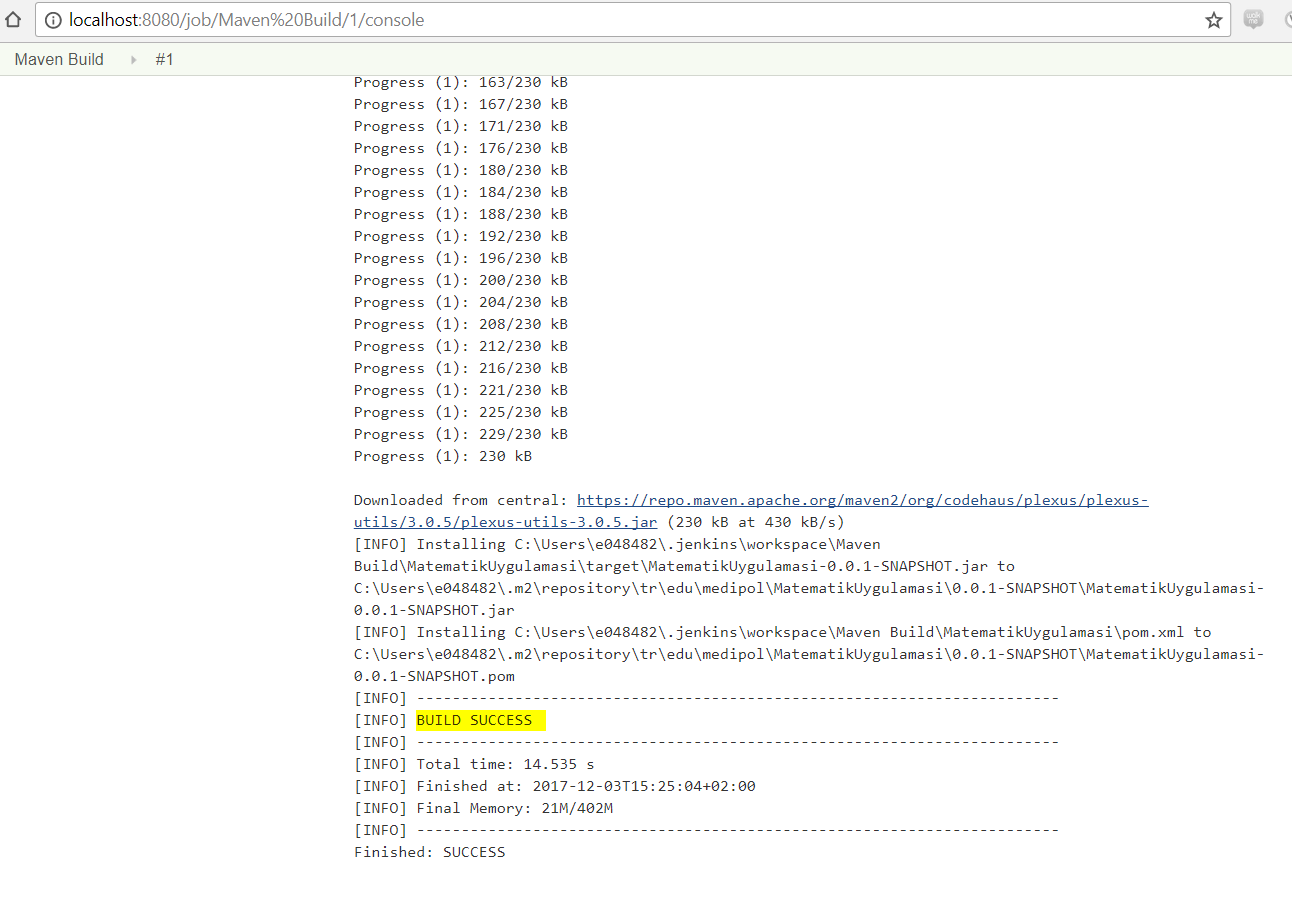 localhost:8080/job/Maven%20Build/1/console
Maven Build
#1
Progress (1): 163/230 kB
Progress (1): 167/230 kB
Progress (1): 171/230 kB
Progress (1): 176/230 kB
Progress (1): 180/230 kB
Progress (1): 184/230 kB
Progress (1): 188/230 kB
Progress (1): 192/230 kB
Progress (1): 196/230 kB
Progress (1): 200/230 kB
Progress (1): 204/230 kB
Progress (1): 208/230 kB
Progress (1): 212/230 kB
Progress (1): 216/230 kB
Progress (1): 221/230 kB
Progress (1): 225/230 kB
Progress (1): 229/230 kB
Progress (1): 230 kB
Downloaded from central: https://repo.maven.apache.org/maven2/org/codehaus/plexus/plexus-
utils/3.0.5/plexus-utils-3.0.5.jar (230 kB at 430 kB/s)
[INFO] Installing C:\Users\e048482\.jenkins\workspace\Maven
Build\MatematikUygulamasi\target\MatematikUygulamasi-0.0.1-SNAPSHOT.jar to
C:\Users\e048482\.m2\repository\tr\edu\medipol\MatematikUygulamasi\0.0.1-SNAPSHOT\MatematikUygulamasi-
0.0.1-SNAPSHOT.jar
[INFO] Installing C:\Users\e048482\.jenkins\workspace\Maven Build\MatematikUygulamasi\pom.xml to
C:\Users\e048482\.m2\repository\tr\edu\medipol\MatematikUygulamasi\0.0.1-SNAPSHOT\MatematikUygulamasi-
0.0.1-SNAPSHOT.pom
[INFO] ------------------------------------------------------------------------
[INFO] BUILD SUCCESS
[INFO] ------------------------------------------------------------------------
[INFO] Total time: 14.535 s
[INFO] Finished at: 2017-12-03T15:25:04+02:00
[INFO] Final Memory: 21M/402M
[INFO] ------------------------------------------------------------------------
Finished: SUCCESS